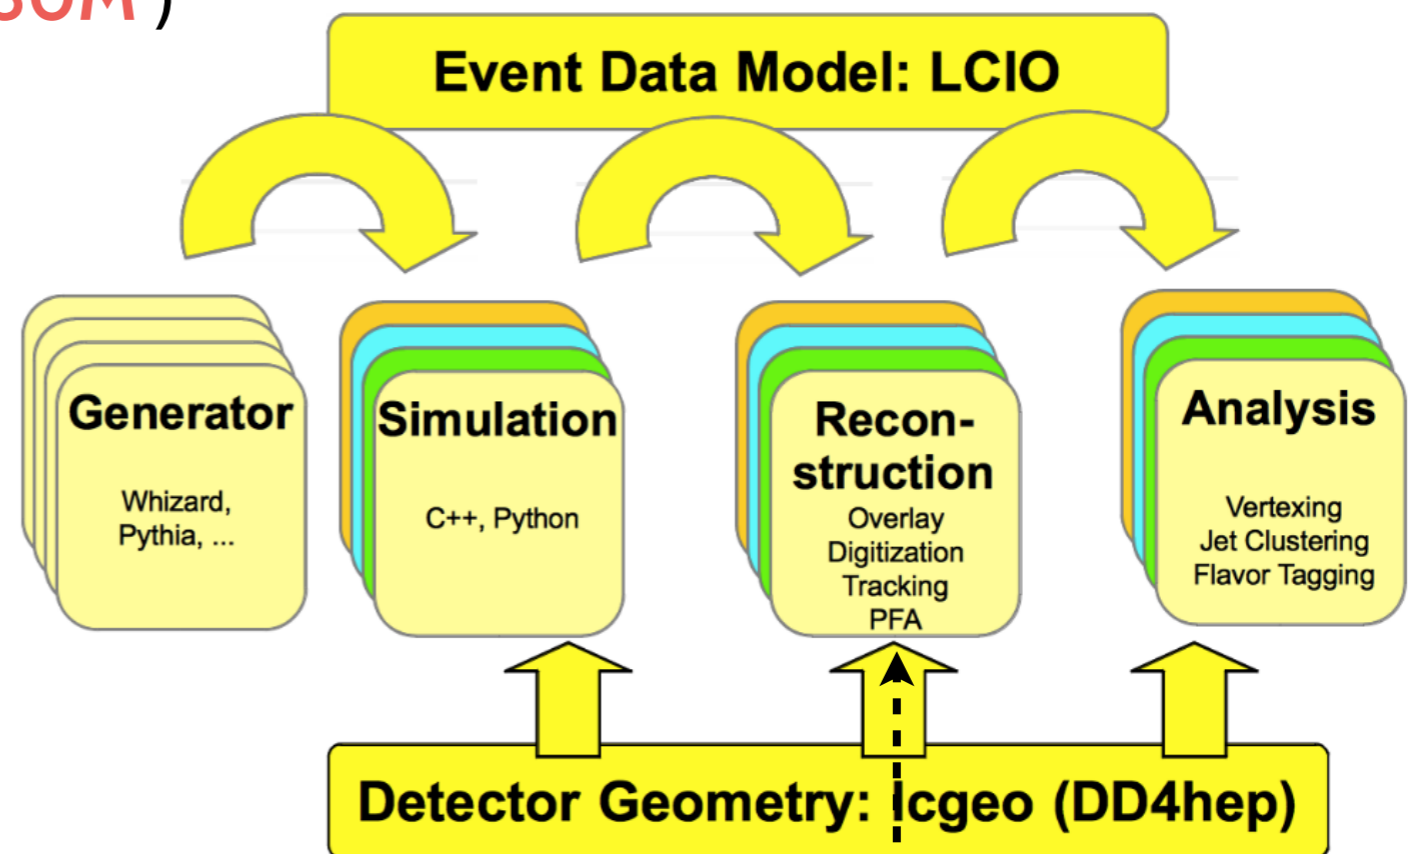 Event Data Model: LCIO
Generator
Whizard,
Pythia, ...
Simulation
C++, Python
Recon-
struction
Overlay
Digitization
Tracking
PFA
Analysis
Vertexing
Jet Clustering
Flavor Tagging
Detector Geometry: lcgeo (DD4hep)